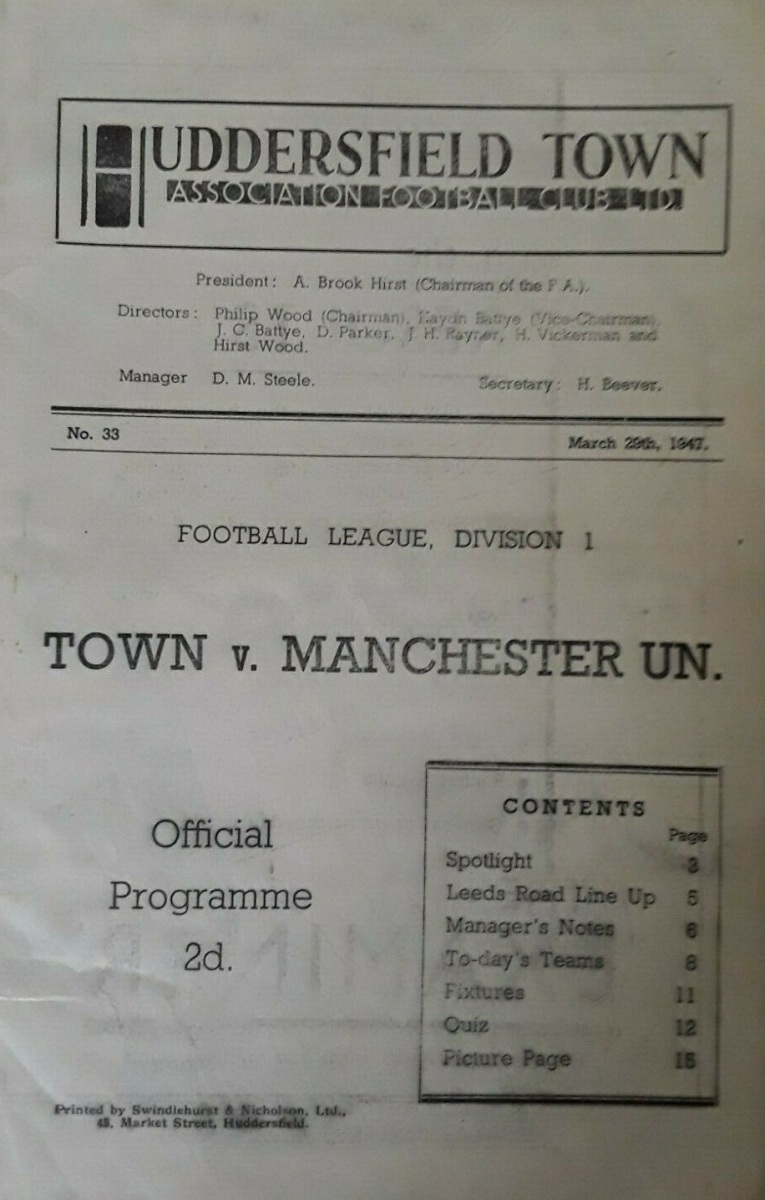 HUDDERSFIELD TOWN
ASSOCIATION FOOTBALL CLUB LTD.
President: A. Brook Hirst (Chairman of the F.A.).
Directors: Philip Wood (Chairman), Haydn Battye (Vice-Chairman),
J. C. Battye, D. Parker, J. H. Rayner, H. Vickerman and
Hirst Wood.
Manager D. M. Steele. Secretary: H. Beever.
No. 33 March 29th, 1947.
FOOTBALL LEAGUE, DIVISION 1
TOWN v. MANCHESTER UN.
Official
Programme
2d.
CONTENTS
Page
Spotlight 3
Leeds Road Line Up 5
Manager's Notes 6
To-day's Teams 8
Fixtures 11
Quiz 12
Picture Page 15
Printed by Swindlehurst & Nicholson, Ltd.,
Market Street, Huddersfield.